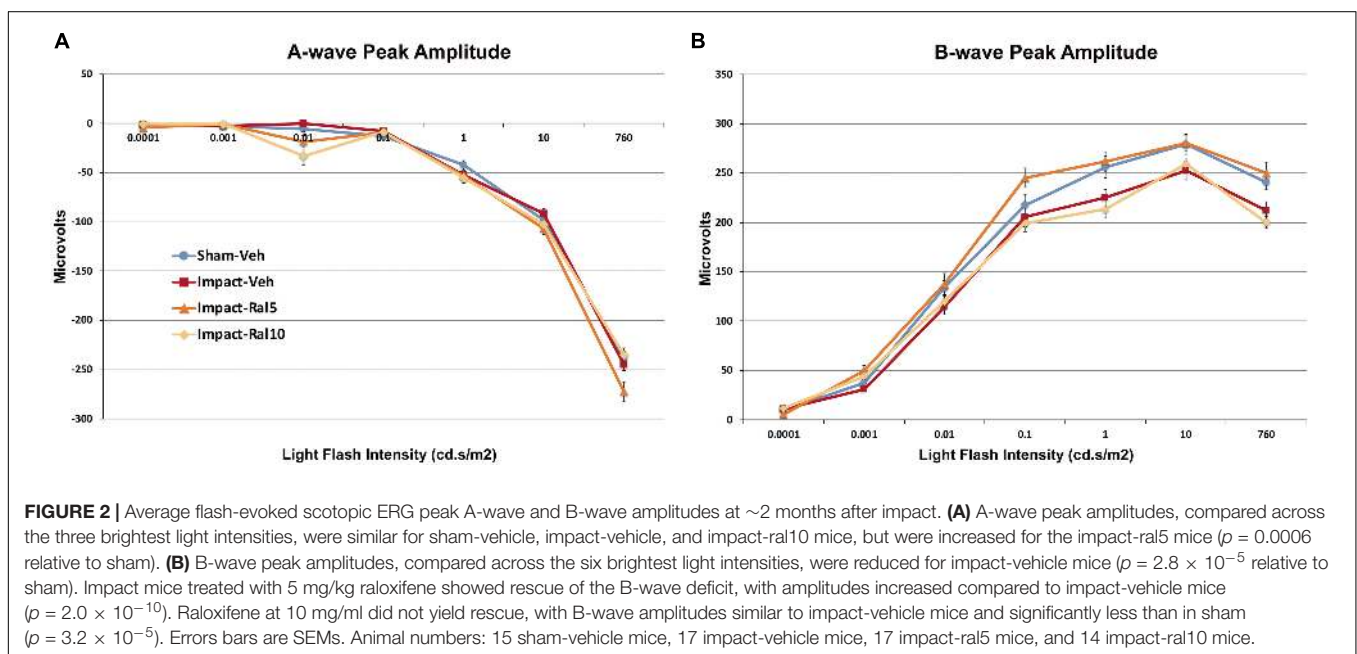 A
A-wave Peak Amplitude
50
0
-50
-100
-150
-200
-250
-300
Microvolts
0.0001
0.001
0.01
0.1
1
10
760
Sham-Veh
Impact-Veh
Impact-Ral5
Impact-Ral10
Light Flash Intensity (cd.s/m2)
B
B-wave Peak Amplitude
350
300
250
200
150
100
50
0
Microvolts
0.0001
0.001
0.01
0.1
1
10
760
Light Flash Intensity (cd.s/m2)
FIGURE 2 | Average flash-evoked scotopic ERG peak A-wave and B-wave amplitudes at ~2 months after impact. (A) A-wave peak amplitudes, compared across
the three brightest light intensities, were similar for sham-vehicle, impact-vehicle, and impact-ral10 mice, but were increased for the impact-ral5 mice (p = 0.0006
relative to sham). (B) B-wave peak amplitudes, compared across the six brightest light intensities, were reduced for impact-vehicle mice (p = 2.8 × 10⁻⁵ relative to
sham). Impact mice treated with 5 mg/kg raloxifene showed rescue of the B-wave deficit, with amplitudes increased compared to impact-vehicle mice
(p = 2.0 × 10⁻¹⁰). Raloxifene at 10 mg/ml did not yield rescue, with B-wave amplitudes similar to impact-vehicle mice and significantly less than in sham
(p = 3.2 × 10⁻⁵). Errors bars are SEMs. Animal numbers: 15 sham-vehicle mice, 17 impact-vehicle mice, 17 impact-ral5 mice, and 14 impact-ral10 mice.